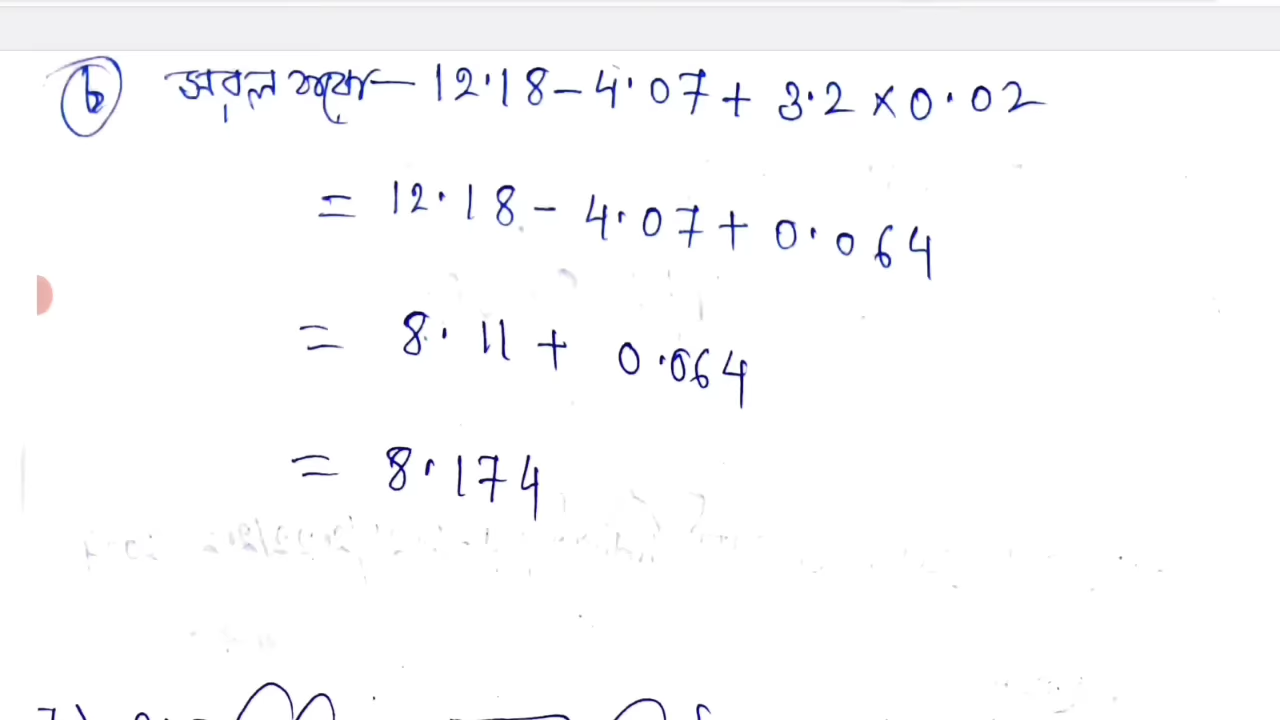 ৬ সরল করো— 12·18 – 4·07 + 3·2 × 0·02
= 12·18 – 4·07 + 0·064
= 8·11 + 0·064
= 8·174